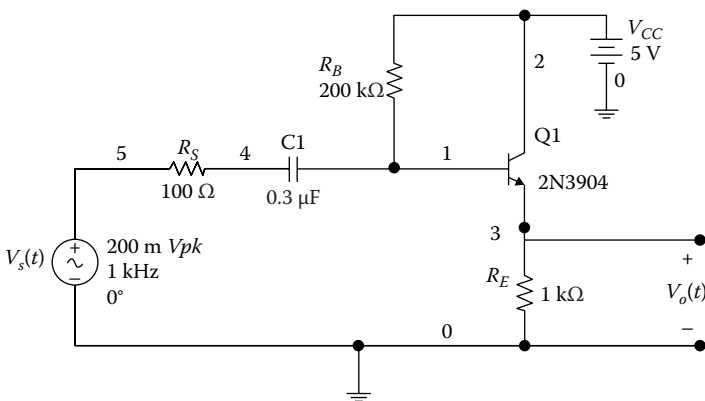 V_CC
5 V
2
0
R_B
200 kΩ
Q1
5
R_S
4
C1
1
100 Ω
0.3 µF
2N3904
3
V_s(t)
+
−
200 m Vpk
1 kHz
0°
R_E
1 kΩ
+
V_o(t)
−
0